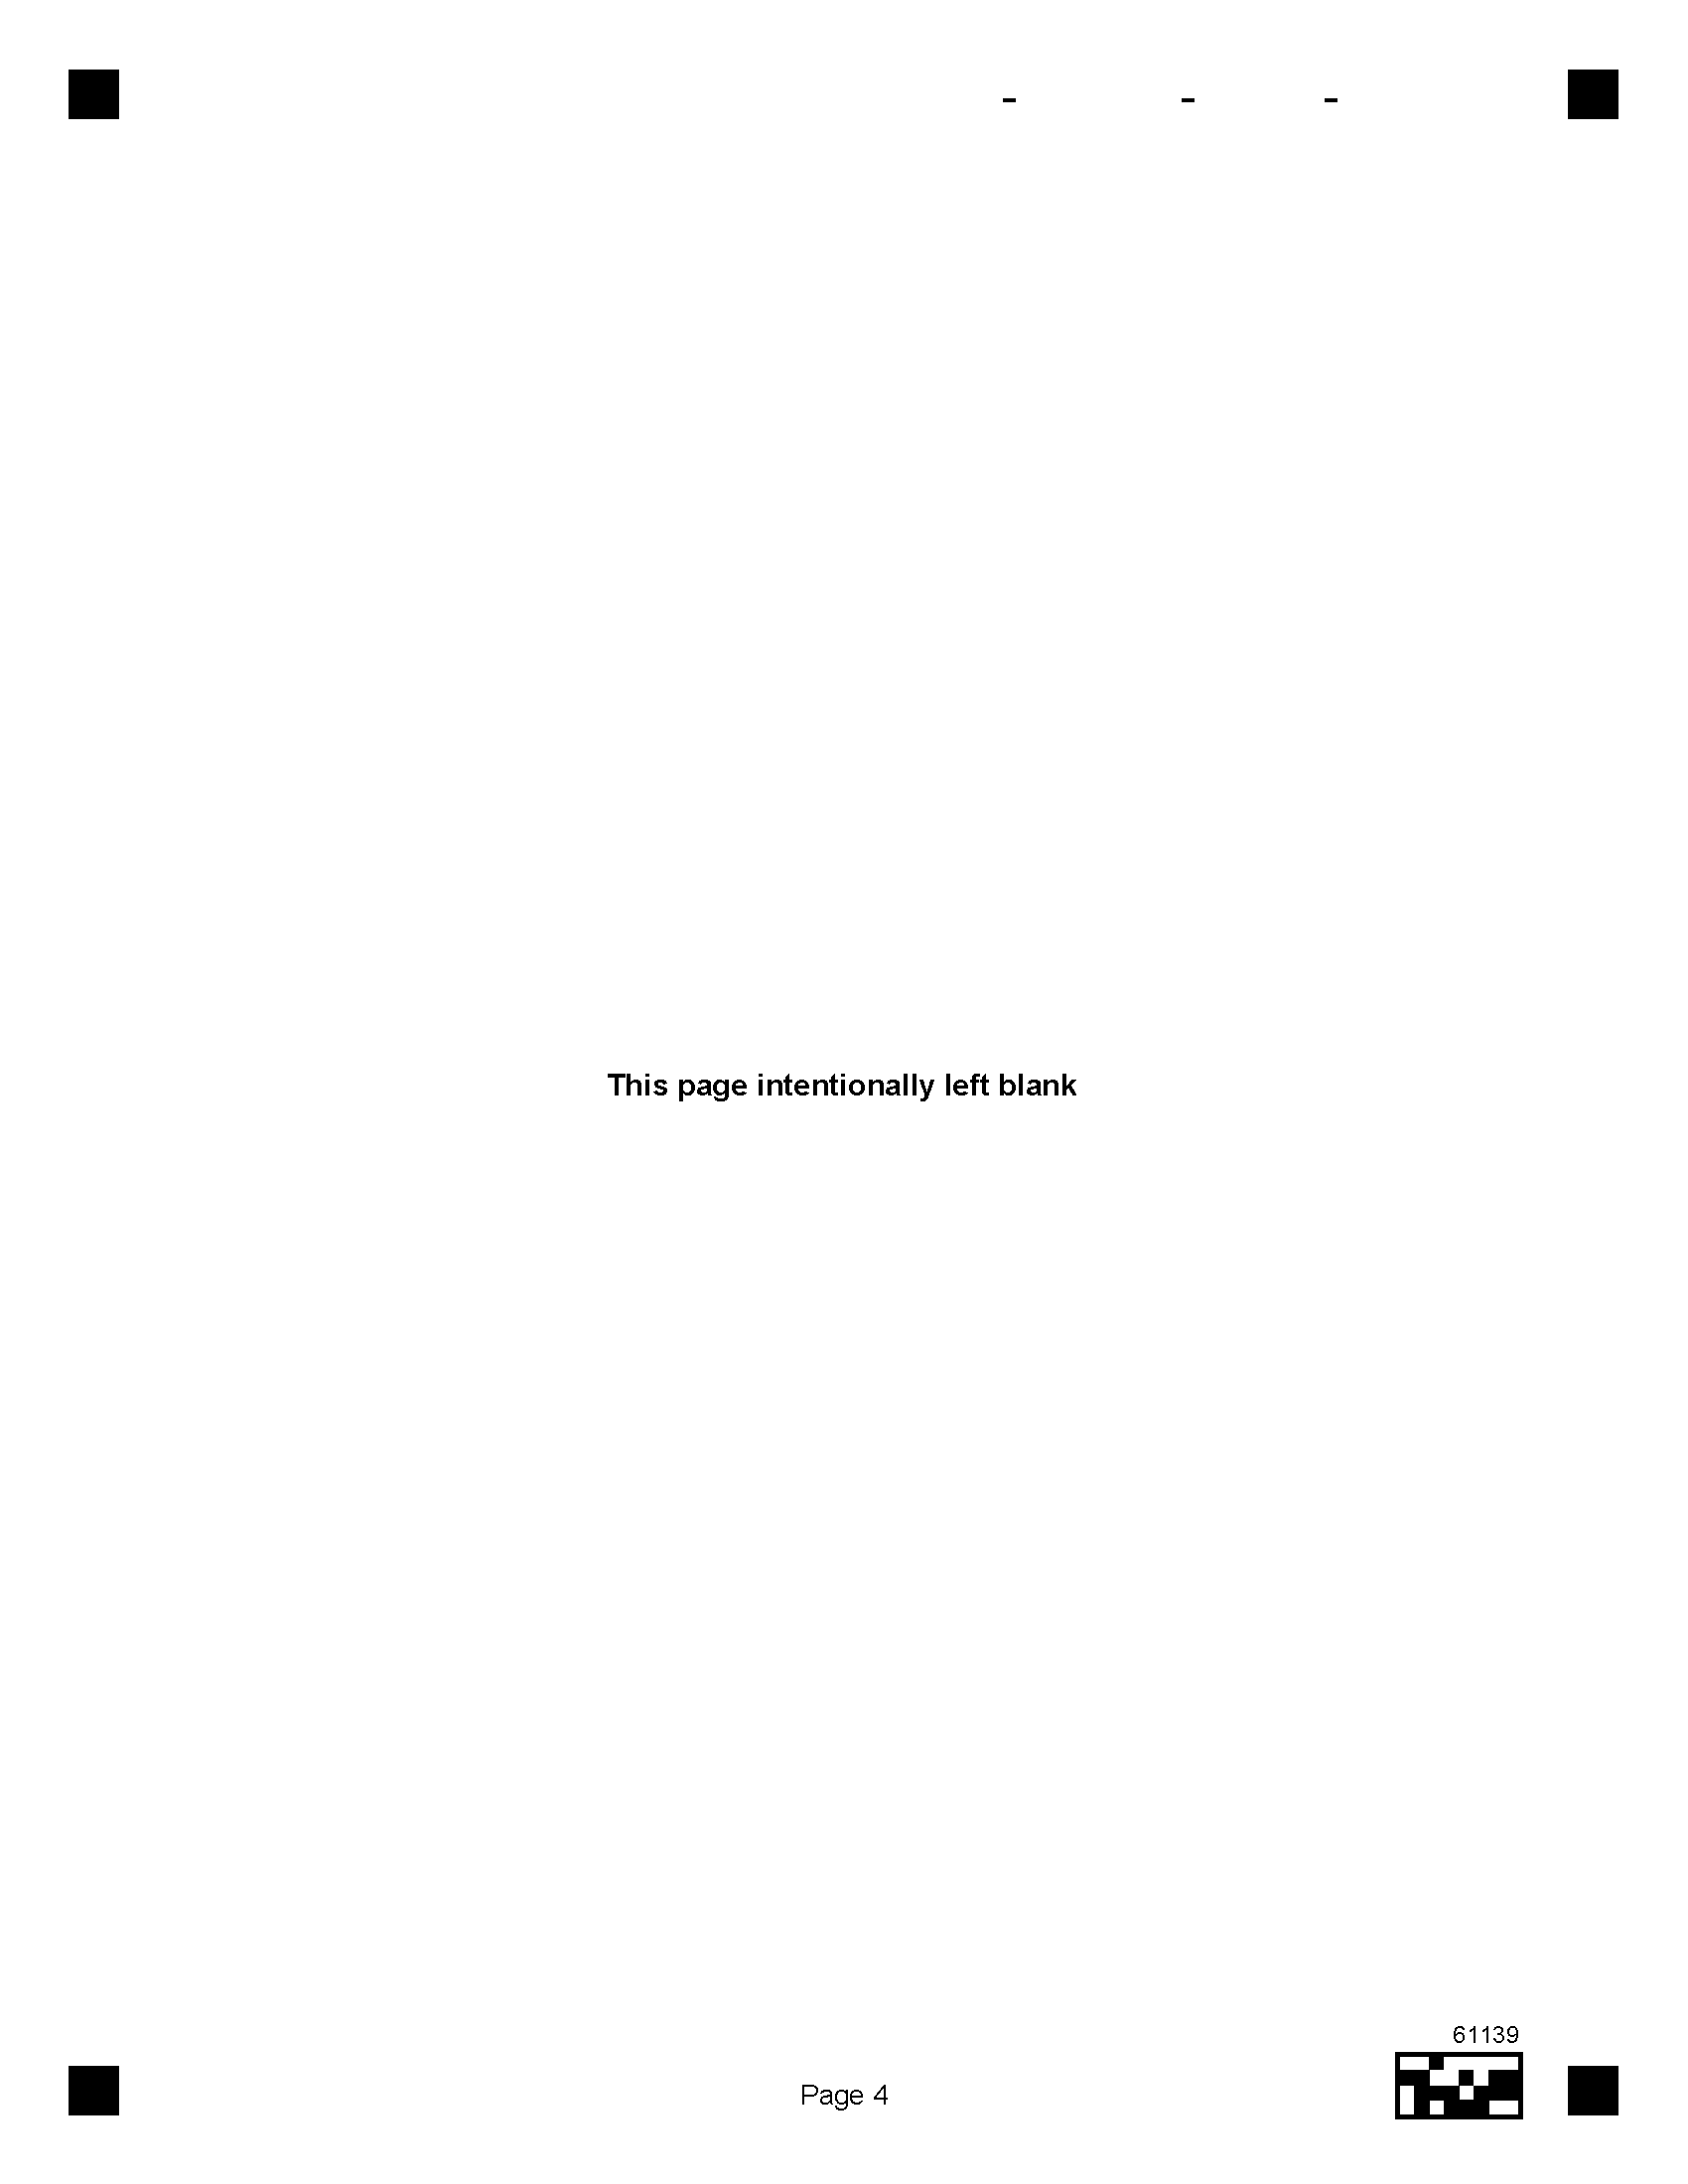 - - -
This page intentionally left blank
61139
Page 4